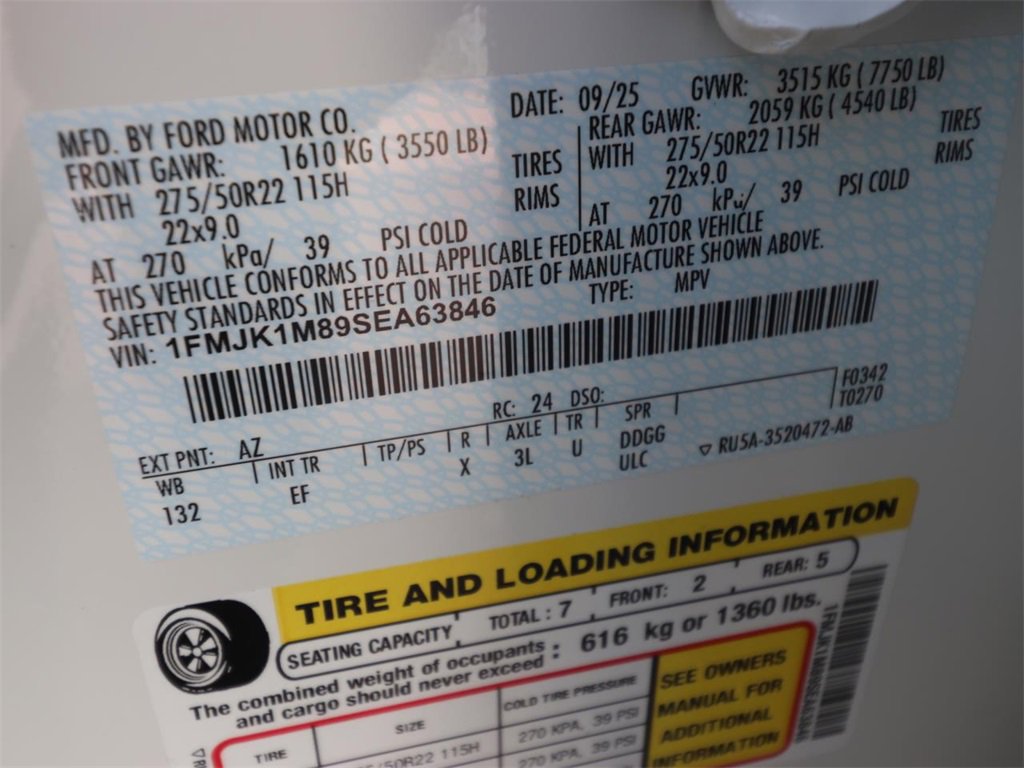 MFD. BY FORD MOTOR CO.
DATE: 09/25 GVWR: 3515 KG ( 7750 LB)
FRONT GAWR: 1610 KG ( 3550 LB)
REAR GAWR: 2059 KG ( 4540 LB)
WITH 275/50R22 115H TIRES
WITH 275/50R22 115H TIRES
22x9.0 RIMS
22x9.0 RIMS
AT 270 kPa/ 39 PSI COLD
AT 270 kPa/ 39 PSI COLD
THIS VEHICLE CONFORMS TO ALL APPLICABLE FEDERAL MOTOR VEHICLE
SAFETY STANDARDS IN EFFECT ON THE DATE OF MANUFACTURE SHOWN ABOVE.
VIN: 1FMJK1M89SEA63846 TYPE: MPV
EXT PNT: AZ RC: 24 DSO: F0342
T0270
WB INT TR TP/PS R AXLE TR SPR
132 EF X 3L U DDGG
ULC
RU5A-3520472-AB
TIRE AND LOADING INFORMATION
SEATING CAPACITY TOTAL : 7 FRONT: 2 REAR: 5
The combined weight of occupants and cargo should never exceed : 616 kg or 1360 lbs.
TIRE SIZE COLD TIRE PRESSURE
50R22 115H 270 KPA, 39 PSI
270 KPA, 39 PSI
SEE OWNERS
MANUAL FOR
ADDITIONAL
INFORMATION
1FMJK1M89SEA63846